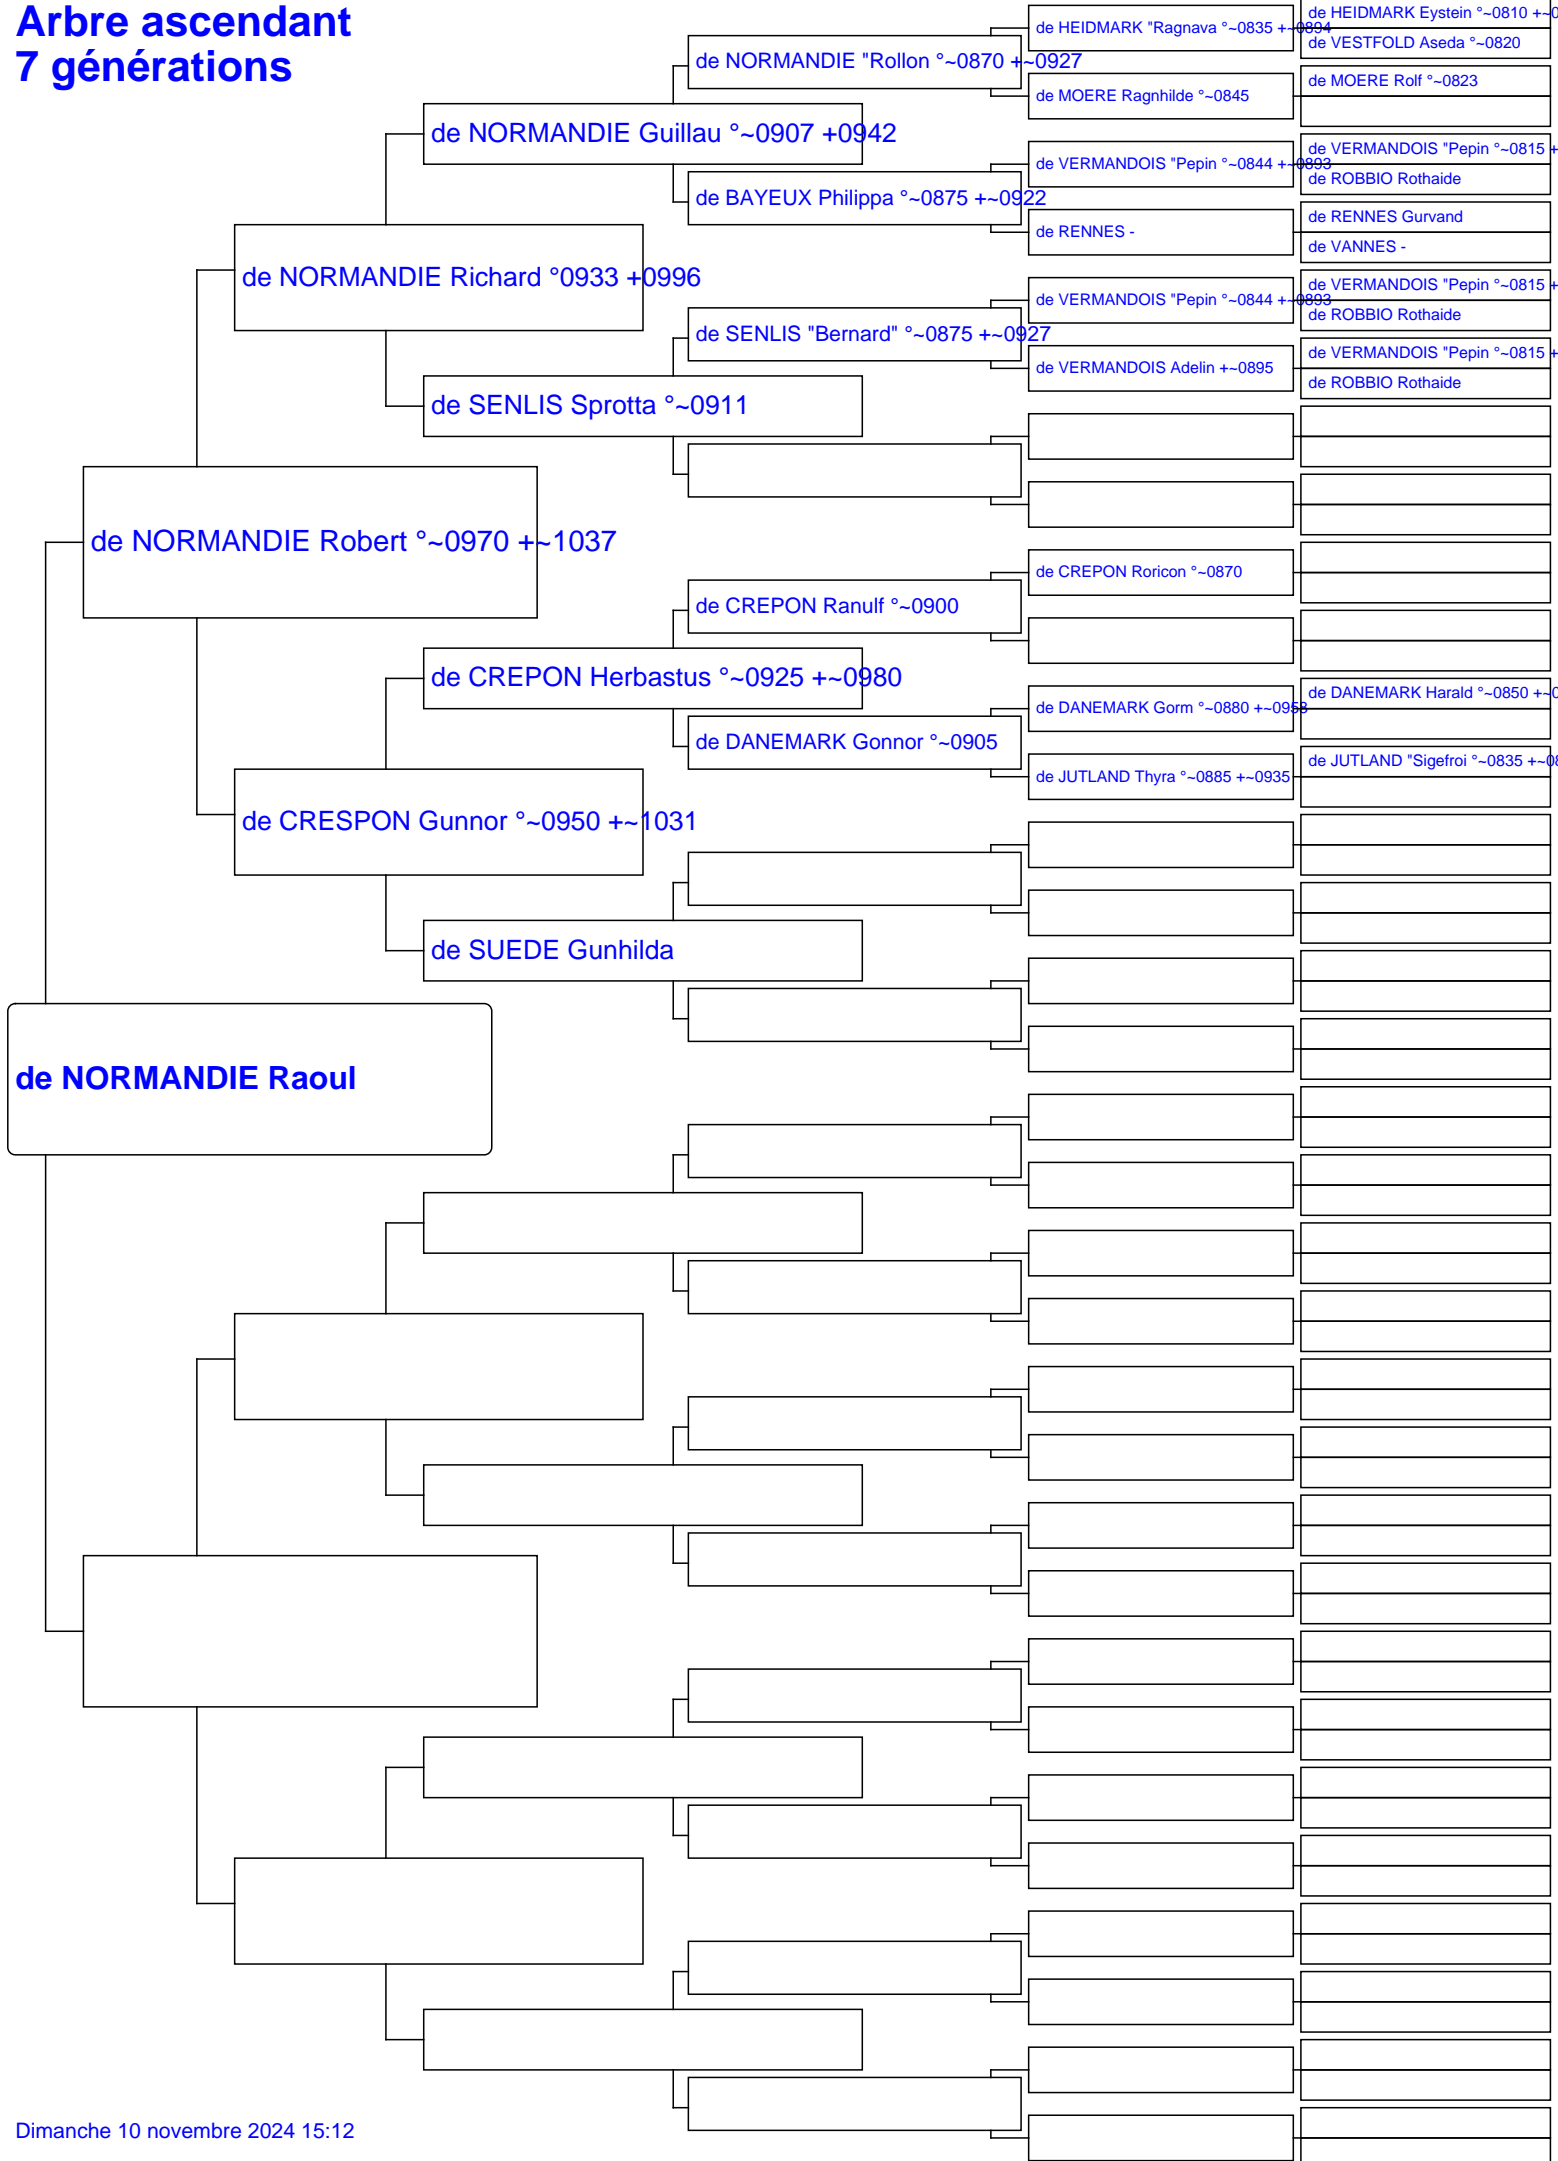 Arbre ascendant
7 générations
de HEIDMARK Eystein °~0810 +~0
de HEIDMARK "Ragnava °~0835 +~0894
de VESTFOLD Aseda °~0820
de NORMANDIE "Rollon °~0870 +~0927
de MOERE Rolf °~0823
de MOERE Ragnhilde °~0845
de NORMANDIE Guillau °~0907 +0942
de VERMANDOIS "Pepin °~0815 +
de VERMANDOIS "Pepin °~0844 +~0893
de ROBBIO Rothaide
de BAYEUX Philippa °~0875 +~0922
de RENNES Gurvand
de RENNES -
de VANNES -
de NORMANDIE Richard °0933 +0996
de VERMANDOIS "Pepin °~0815 +
de VERMANDOIS "Pepin °~0844 +~0893
de ROBBIO Rothaide
de SENLIS "Bernard" °~0875 +~0927
de VERMANDOIS "Pepin °~0815 +
de VERMANDOIS Adelin +~0895
de ROBBIO Rothaide
de SENLIS Sprotta °~0911
de NORMANDIE Robert °~0970 +~1037
de CREPON Roricon °~0870
de CREPON Ranulf °~0900
de CREPON Herbastus °~0925 +~0980
de DANEMARK Harald °~0850 +~0
de DANEMARK Gorm °~0880 +~0958
de DANEMARK Gonnor °~0905
de JUTLAND "Sigefroi °~0835 +~08
de JUTLAND Thyra °~0885 +~0935
de CRESPON Gunnor °~0950 +~1031
de SUEDE Gunhilda
de NORMANDIE Raoul
Dimanche 10 novembre 2024 15:12